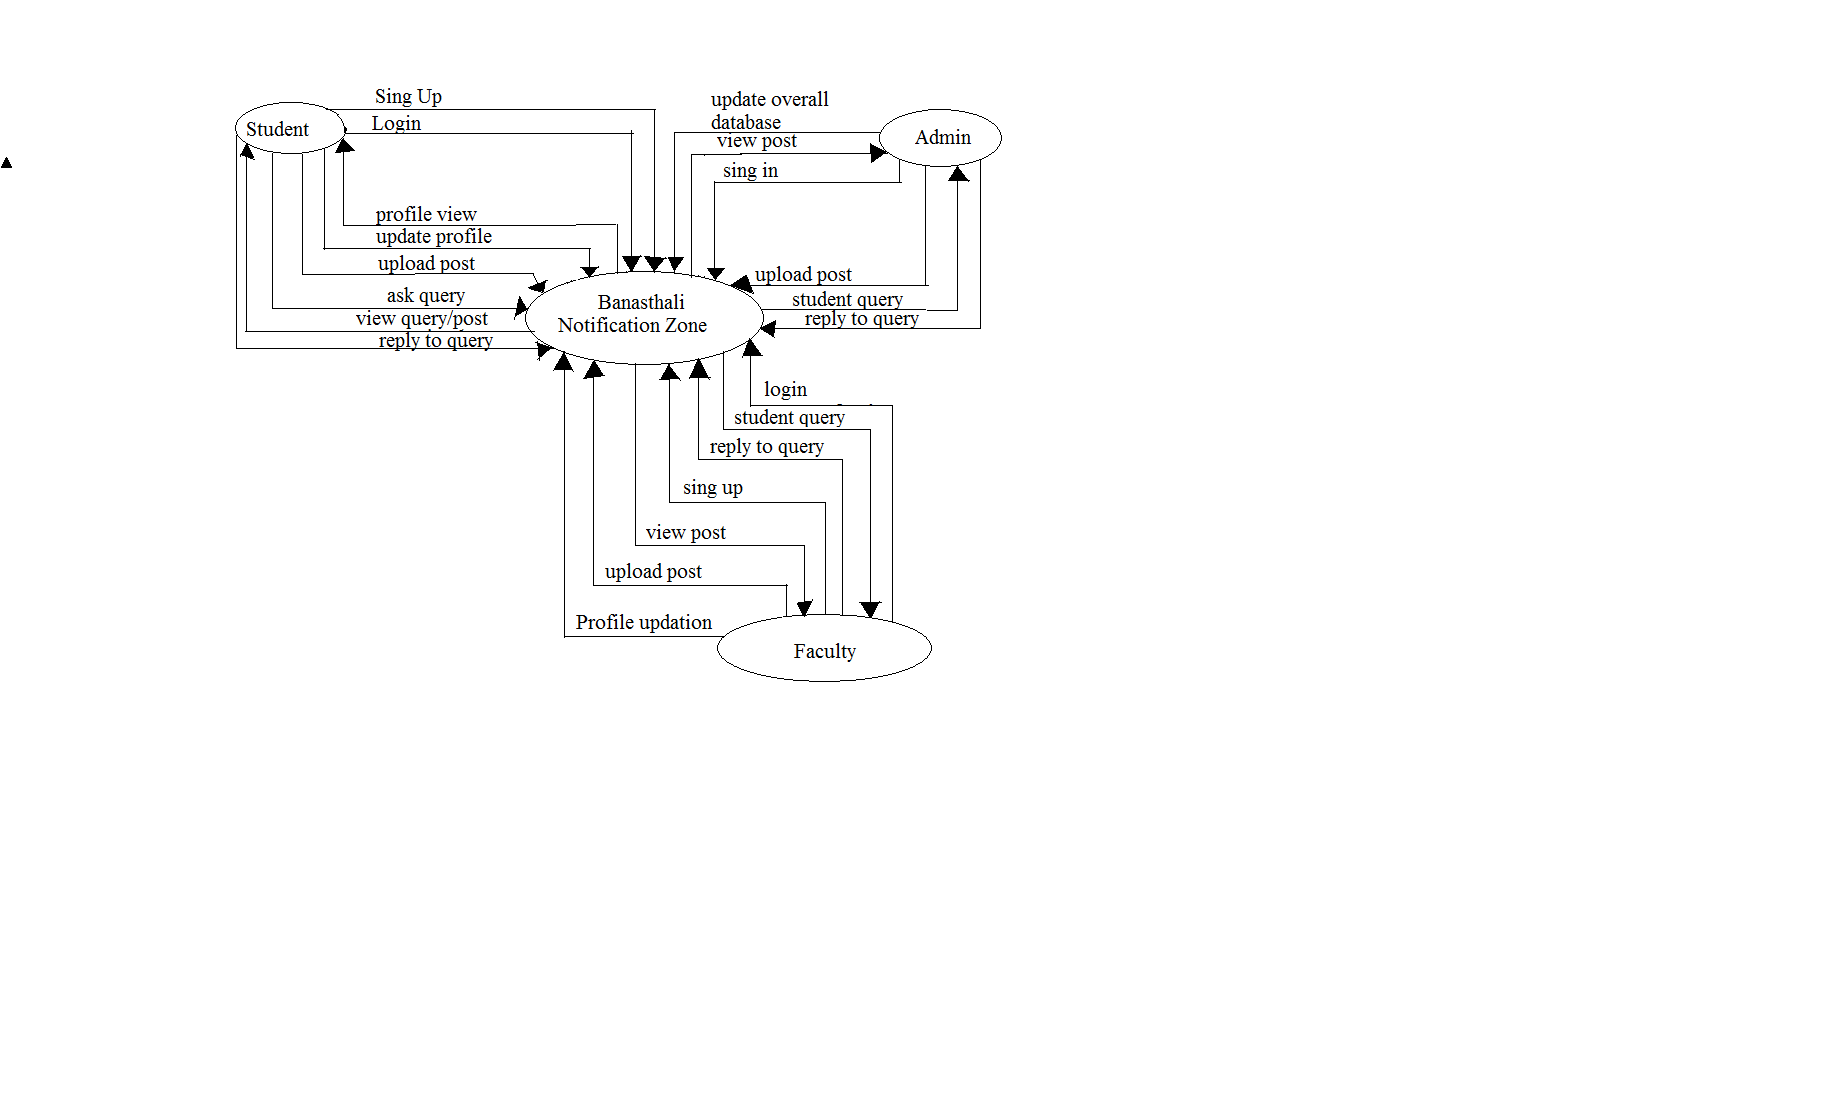 Sing Up
Login
Student
profile view
update profile
upload post
ask query
view query/post
reply to query
update overall
database
view post
sing in
Admin
upload post
student query
reply to query
Banasthali
Notification Zone
login
student query
reply to query
sing up
view post
upload post
Profile updation
Faculty